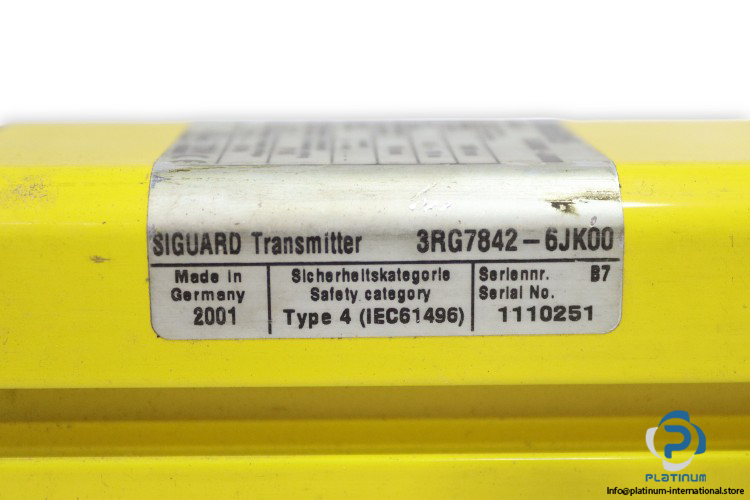 SIGUARD Transmitter 3RG7842-6JK00
Made in
Germany
2001
Sicherheitskategorie
Safety category
Type 4 (IEC61496)
Seriennr. B7
Serial No.
1110251
PLATINUM
Info@platinum-international.store